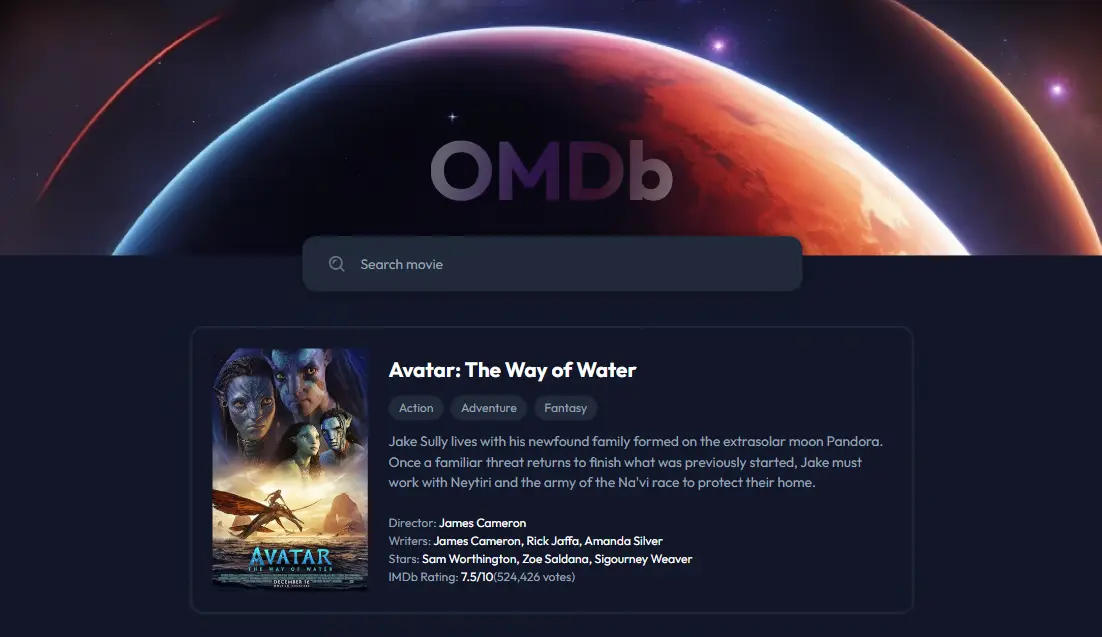 OMDb
Search movie
Avatar: The Way of Water
Action Adventure Fantasy
Jake Sully lives with his newfound family formed on the extrasolar moon Pandora.
Once a familiar threat returns to finish what was previously started, Jake must
work with Neytiri and the army of the Na'vi race to protect their home.
Director: James Cameron
Writers: James Cameron, Rick Jaffa, Amanda Silver
Stars: Sam Worthington, Zoe Saldana, Sigourney Weaver
IMDb Rating: 7.5/10(524,426 votes)
AVATAR
THE WAY OF WATER
DECEMBER 16